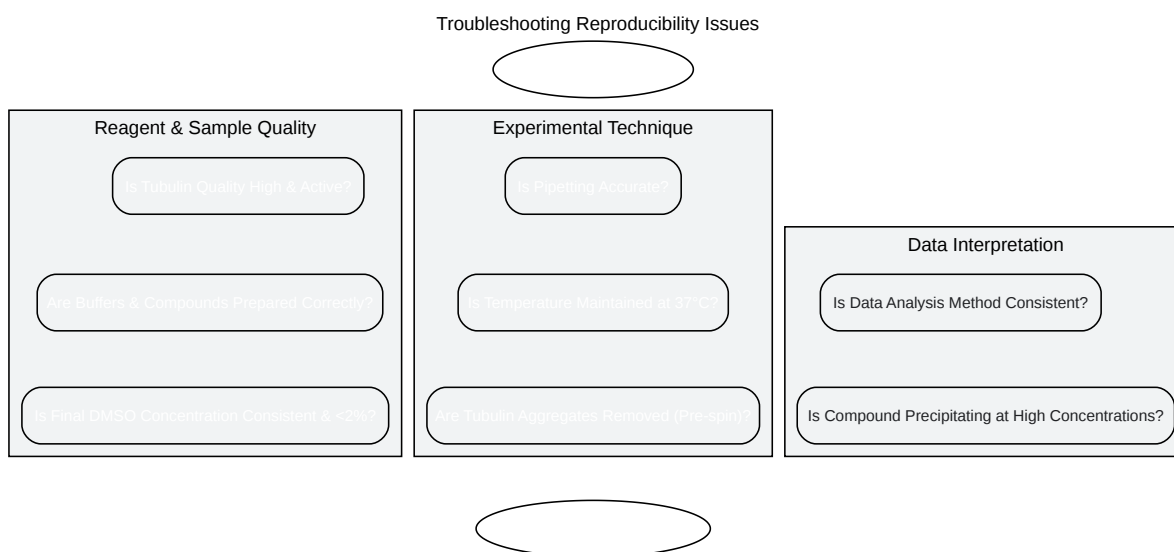 Troubleshooting Reproducibility Issues
Reagent & Sample Quality
Is Tubulin Quality High & Active?
Are Buffers & Compounds Prepared Correctly?
Is Final DMSO Concentration Consistent & <2%?
Experimental Technique
Is Pipetting Accurate?
Is Temperature Maintained at 37°C?
Are Tubulin Aggregates Removed (Pre-spin)?
Data Interpretation
Is Data Analysis Method Consistent?
Is Compound Precipitating at High Concentrations?